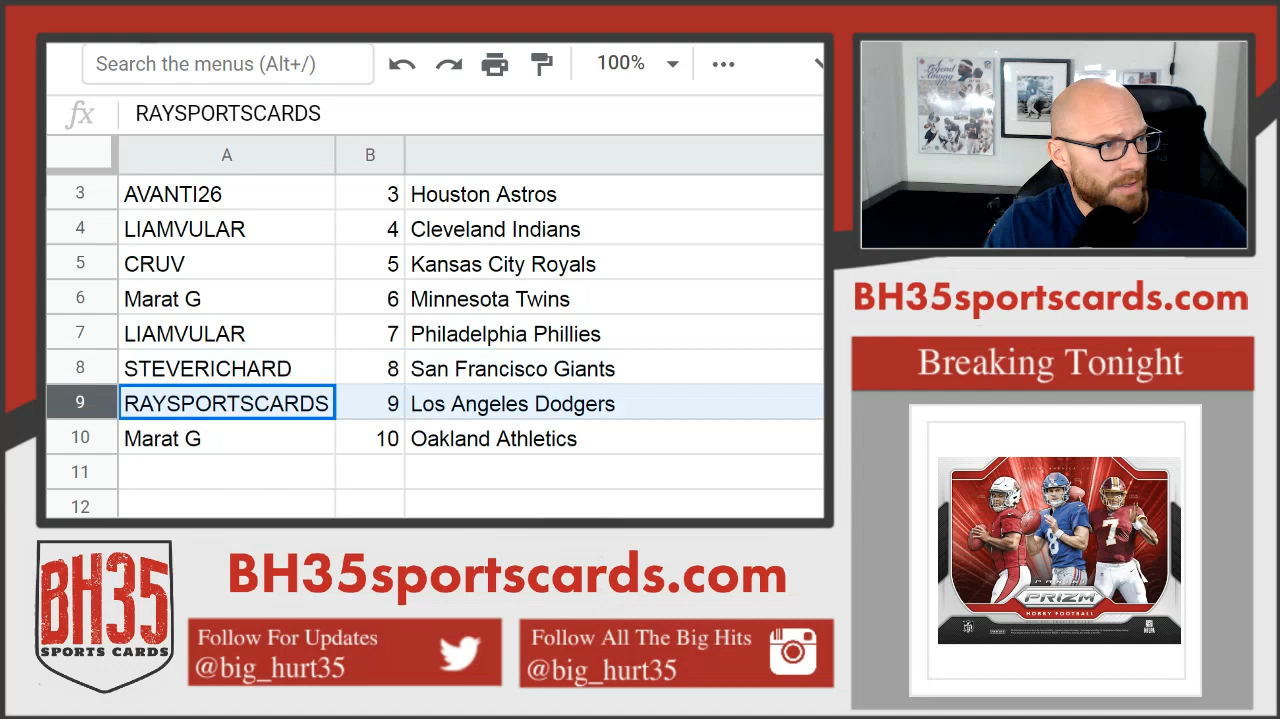 Search the menus (Alt+/)
100%
fx RAYSPORTSCARDS
A B
3 AVANTI26 3 Houston Astros
4 LIAMVULAR 4 Cleveland Indians
5 CRUV 5 Kansas City Royals
6 Marat G 6 Minnesota Twins
7 LIAMVULAR 7 Philadelphia Phillies
8 STEVERICHARD 8 San Francisco Giants
9 RAYSPORTSCARDS 9 Los Angeles Dodgers
10 Marat G 10 Oakland Athletics
11
12
BH35
SPORTS CARDS
BH35sportscards.com
Follow For Updates
@big_hurt35
Follow All The Big Hits
@big_hurt35
BH35sportscards.com
Breaking Tonight
8
7
PANINI
PRIZM
HOBBY FOOTBALL